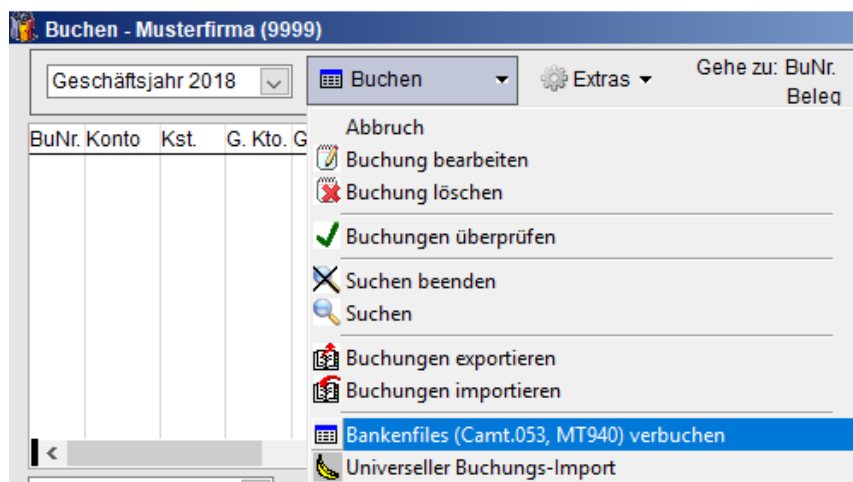 Buchen - Musterfirma (9999)
Geschäftsjahr 2018 Buchen Extras Gehe zu: BuNr.
Beleg
BuNr. Konto Kst. G. Kto. G
Abbruch
Buchung bearbeiten
Buchung löschen
Buchungen überprüfen
Suchen beenden
Suchen
Buchungen exportieren
Buchungen importieren
Bankenfiles (Camt.053, MT940) verbuchen
Universeller Buchungs-Import